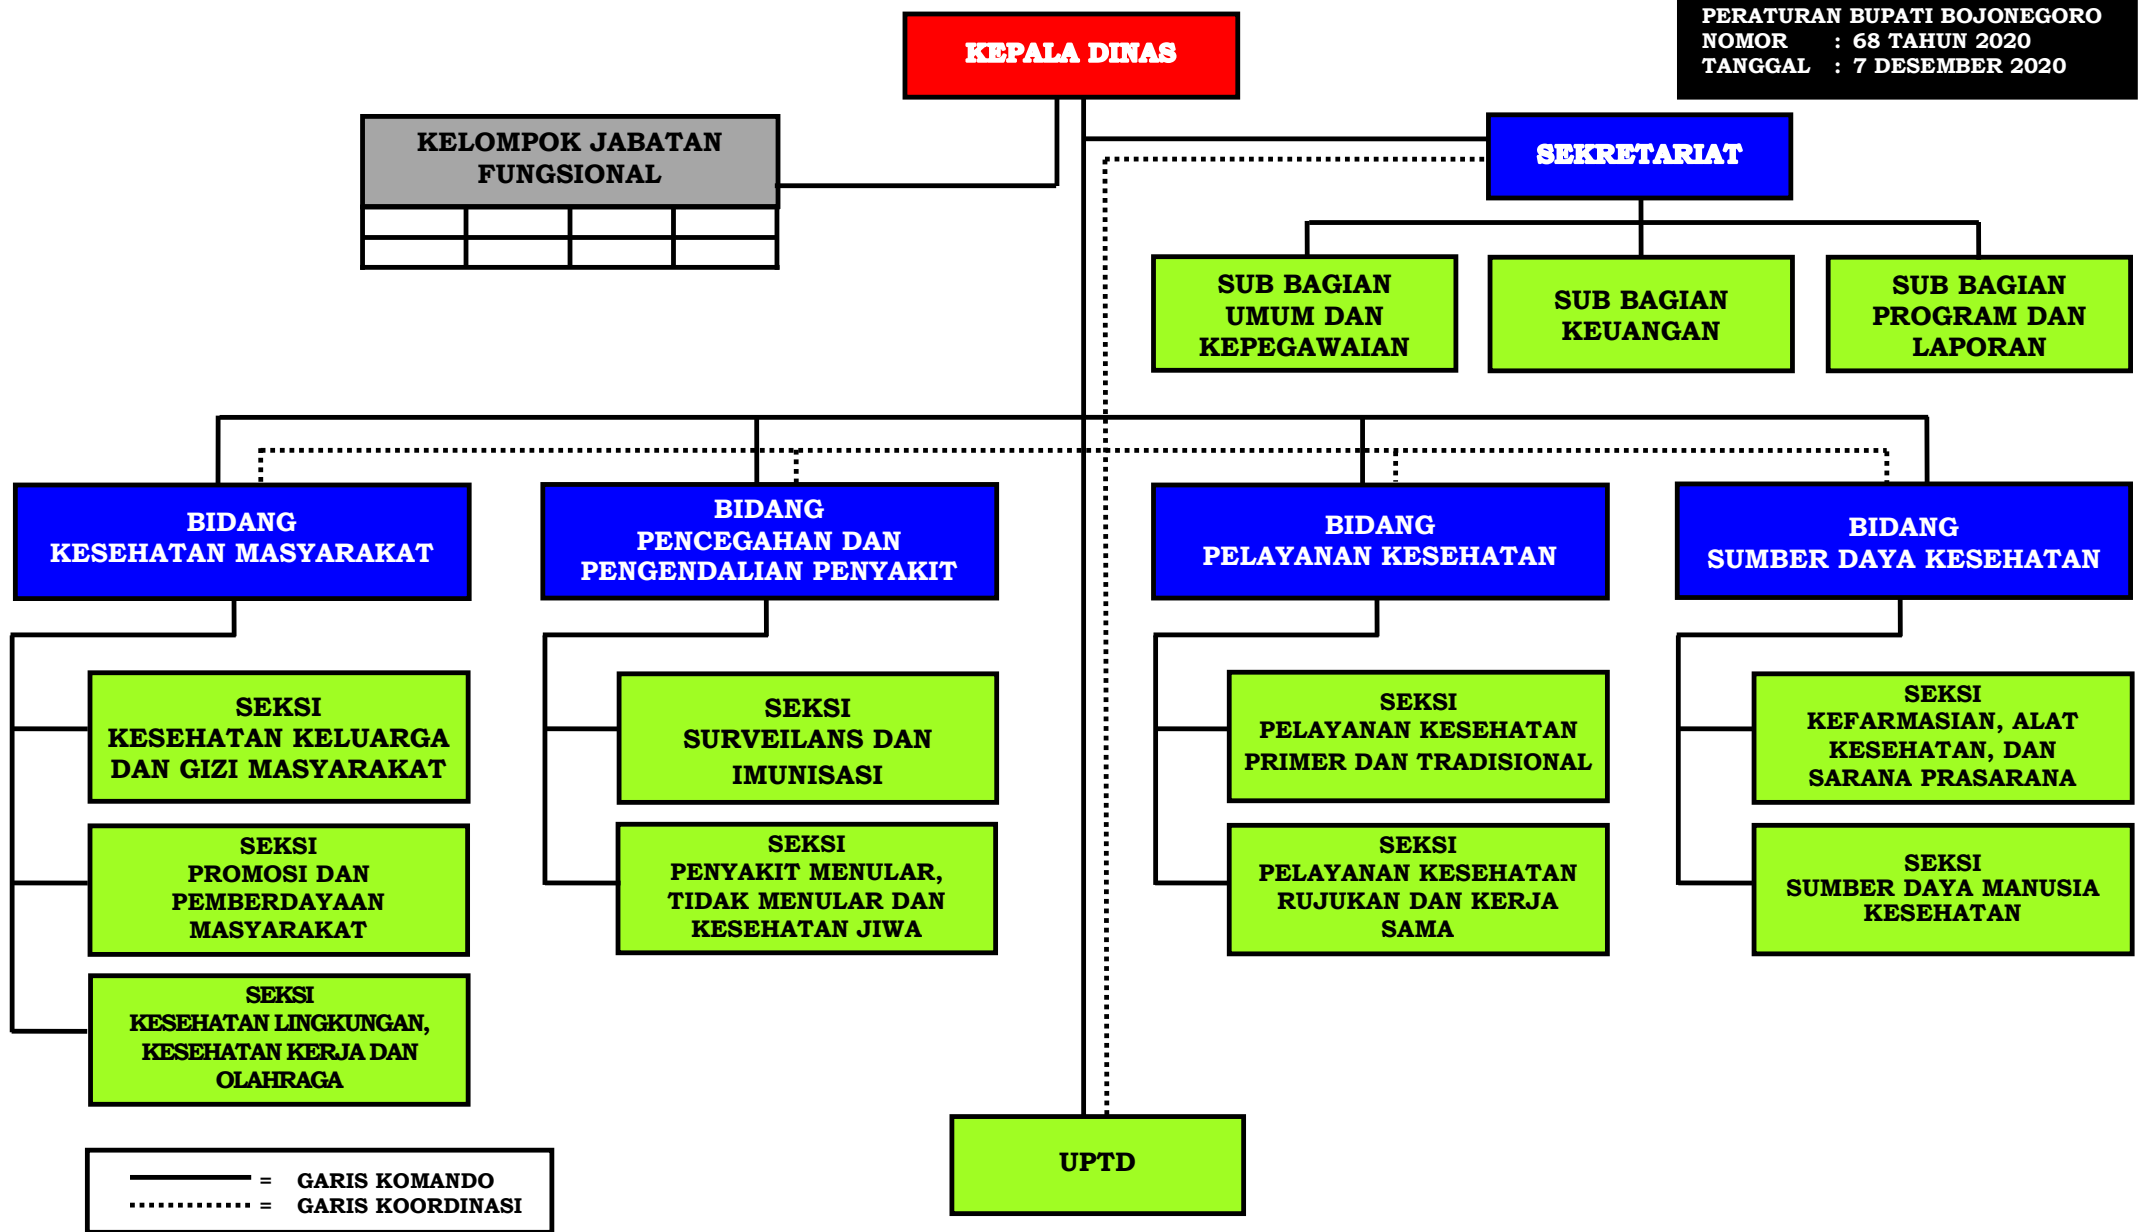 PERATURAN BUPATI BOJONEGORO
NOMOR : 68 TAHUN 2020
TANGGAL : 7 DESEMBER 2020
KEPALA DINAS
KELOMPOK JABATAN
FUNGSIONAL
SEKRETARIAT
SUB BAGIAN
UMUM DAN
KEPEGAWAIAN
SUB BAGIAN
KEUANGAN
SUB BAGIAN
PROGRAM DAN
LAPORAN
BIDANG
KESEHATAN MASYARAKAT
BIDANG
PENCEGAHAN DAN
PENGENDALIAN PENYAKIT
BIDANG
PELAYANAN KESEHATAN
BIDANG
SUMBER DAYA KESEHATAN
SEKSI
KESEHATAN KELUARGA
DAN GIZI MASYARAKAT
SEKSI
SURVEILANS DAN
IMUNISASI
SEKSI
PELAYANAN KESEHATAN
PRIMER DAN TRADISIONAL
SEKSI
KEFARMASIAN, ALAT
KESEHATAN, DAN
SARANA PRASARANA
SEKSI
PROMOSI DAN
PEMBERDAYAAN
MASYARAKAT
SEKSI
PENYAKIT MENULAR,
TIDAK MENULAR DAN
KESEHATAN JIWA
SEKSI
PELAYANAN KESEHATAN
RUJUKAN DAN KERJA
SAMA
SEKSI
SUMBER DAYA MANUSIA
KESEHATAN
SEKSI
KESEHATAN LINGKUNGAN,
KESEHATAN KERJA DAN
OLAHRAGA
UPTD
= GARIS KOMANDO
= GARIS KOORDINASI